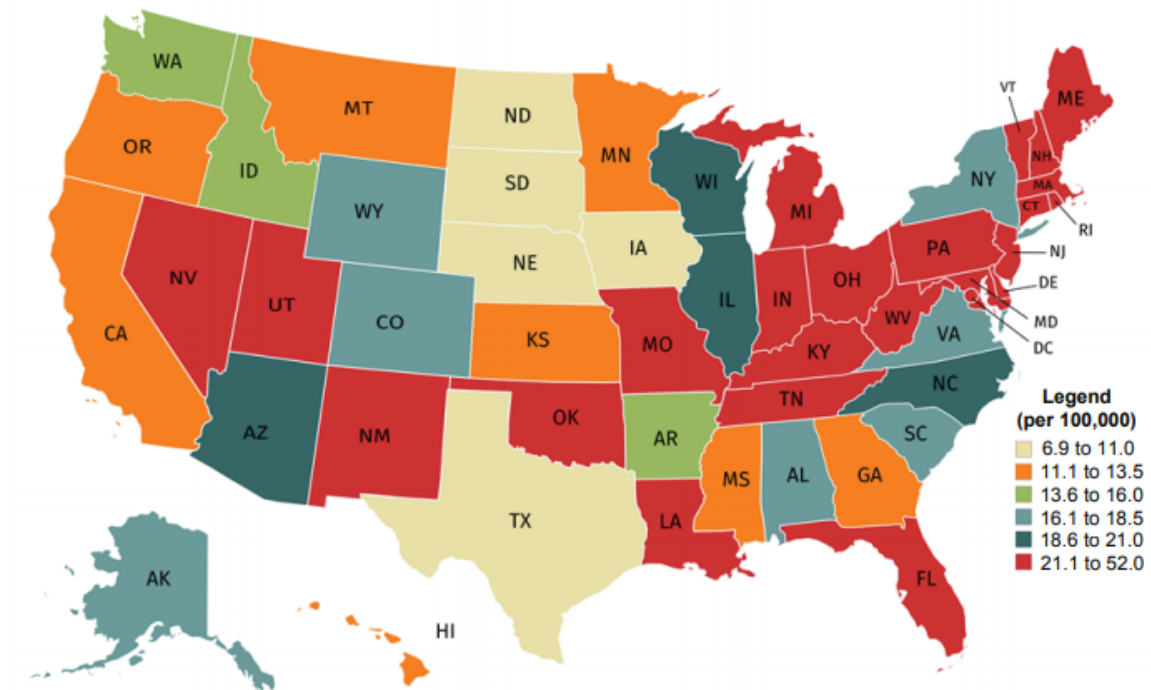 WA
MT
ND
VT
ME
OR
MN
ID
SD
WI
NY
NH
MA
CT
RI
WY
MI
IA
PA
NJ
NE
NV
UT
CO
IL
IN
OH
DE
MD
DC
WV
VA
CA
KS
MO
KY
NC
TN
AZ
NM
OK
AR
SC
MS
AL
GA
TX
LA
FL
AK
HI
Legend
(per 100,000)
6.9 to 11.0
11.1 to 13.5
13.6 to 16.0
16.1 to 18.5
18.6 to 21.0
21.1 to 52.0